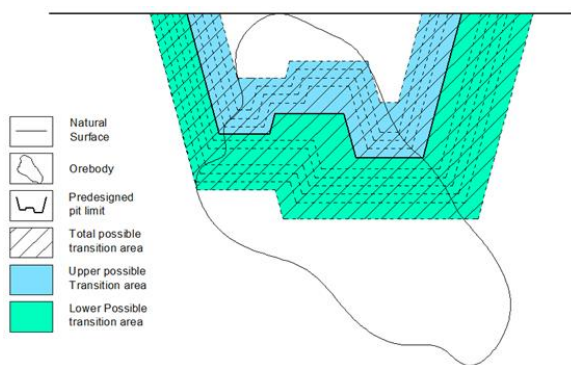 Natural
Surface
Orebody
Predesigned
pit limit
Total possible
transition area
Upper possible
Transition area
Lower Possible
transition area